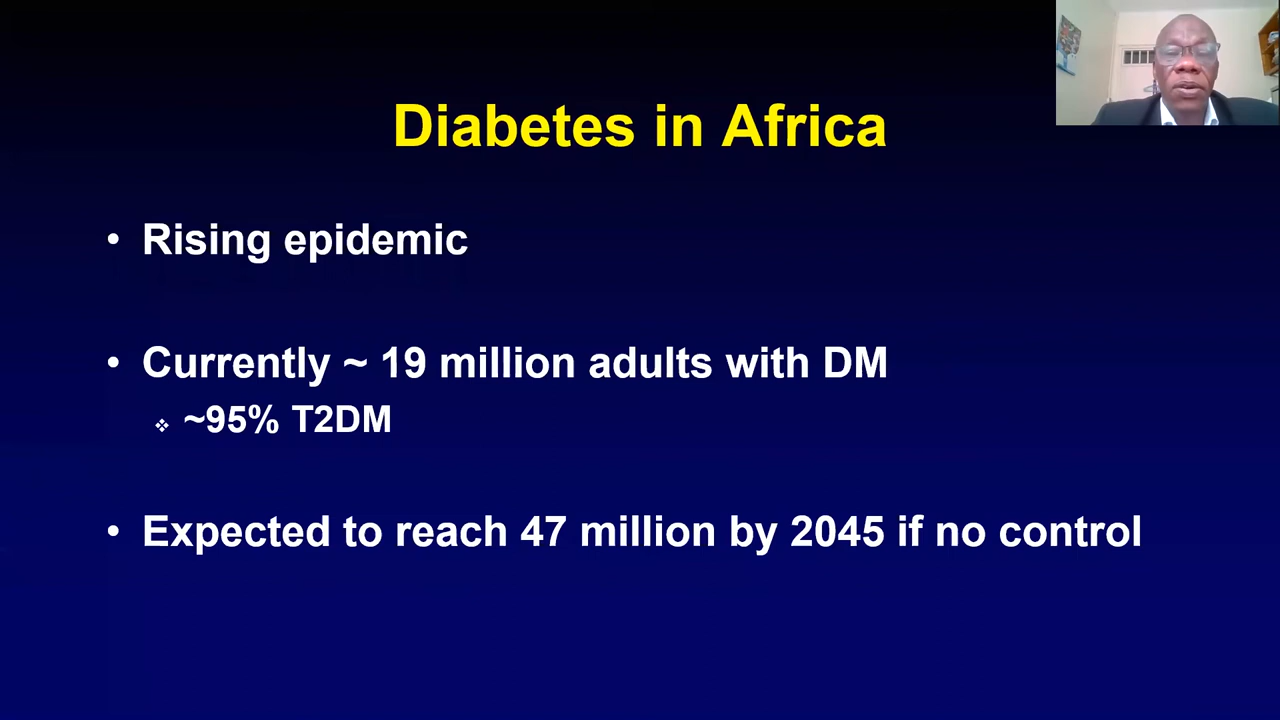 Diabetes in Africa
• Rising epidemic
• Currently ~ 19 million adults with DM
❖ ~95% T2DM
• Expected to reach 47 million by 2045 if no control